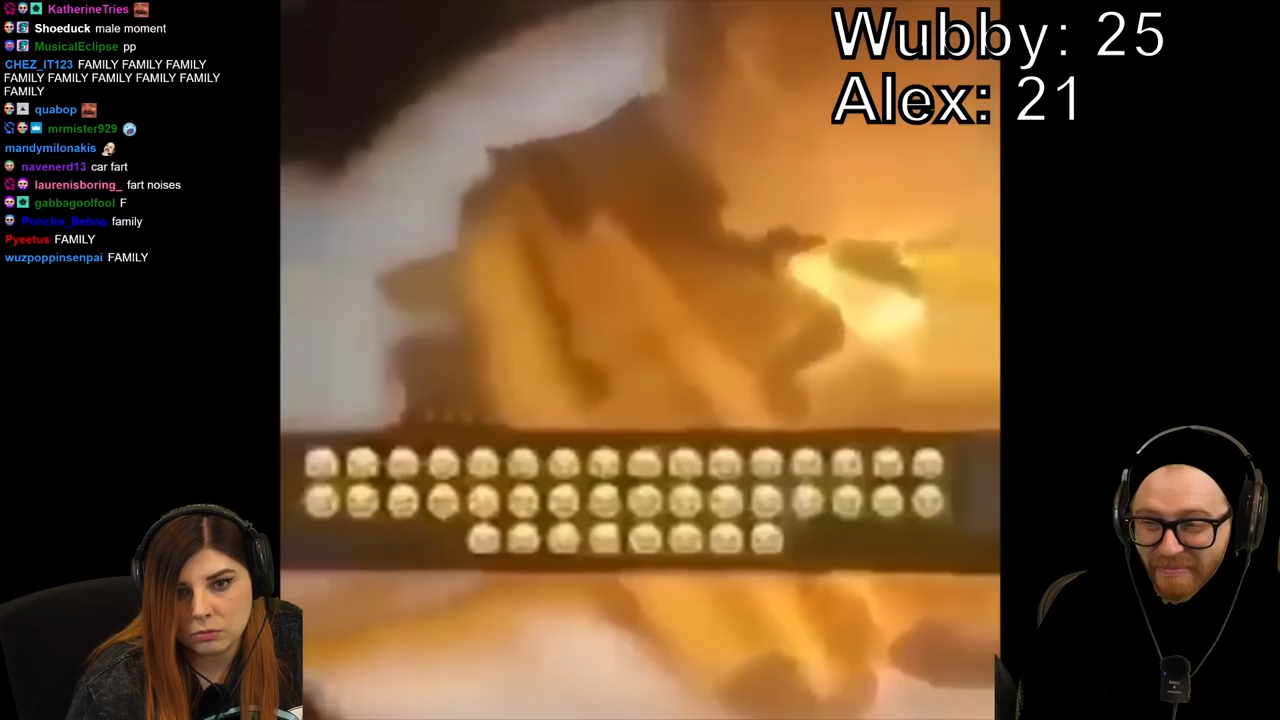 KatherineTries
Shoeduck male moment
MusicalEclipse pp
CHEZ_IT123 FAMILY FAMILY FAMILY
FAMILY FAMILY FAMILY FAMILY FAMILY
FAMILY
quabop
mrmister929
mandymilonakis
navenerd13 car fart
laurenisboring_ fart noises
gabbagoolfool F
Poncho_Bebop family
Pyeetus FAMILY
wuzpoppinsenpai FAMILY
Wubby: 25
Alex: 21